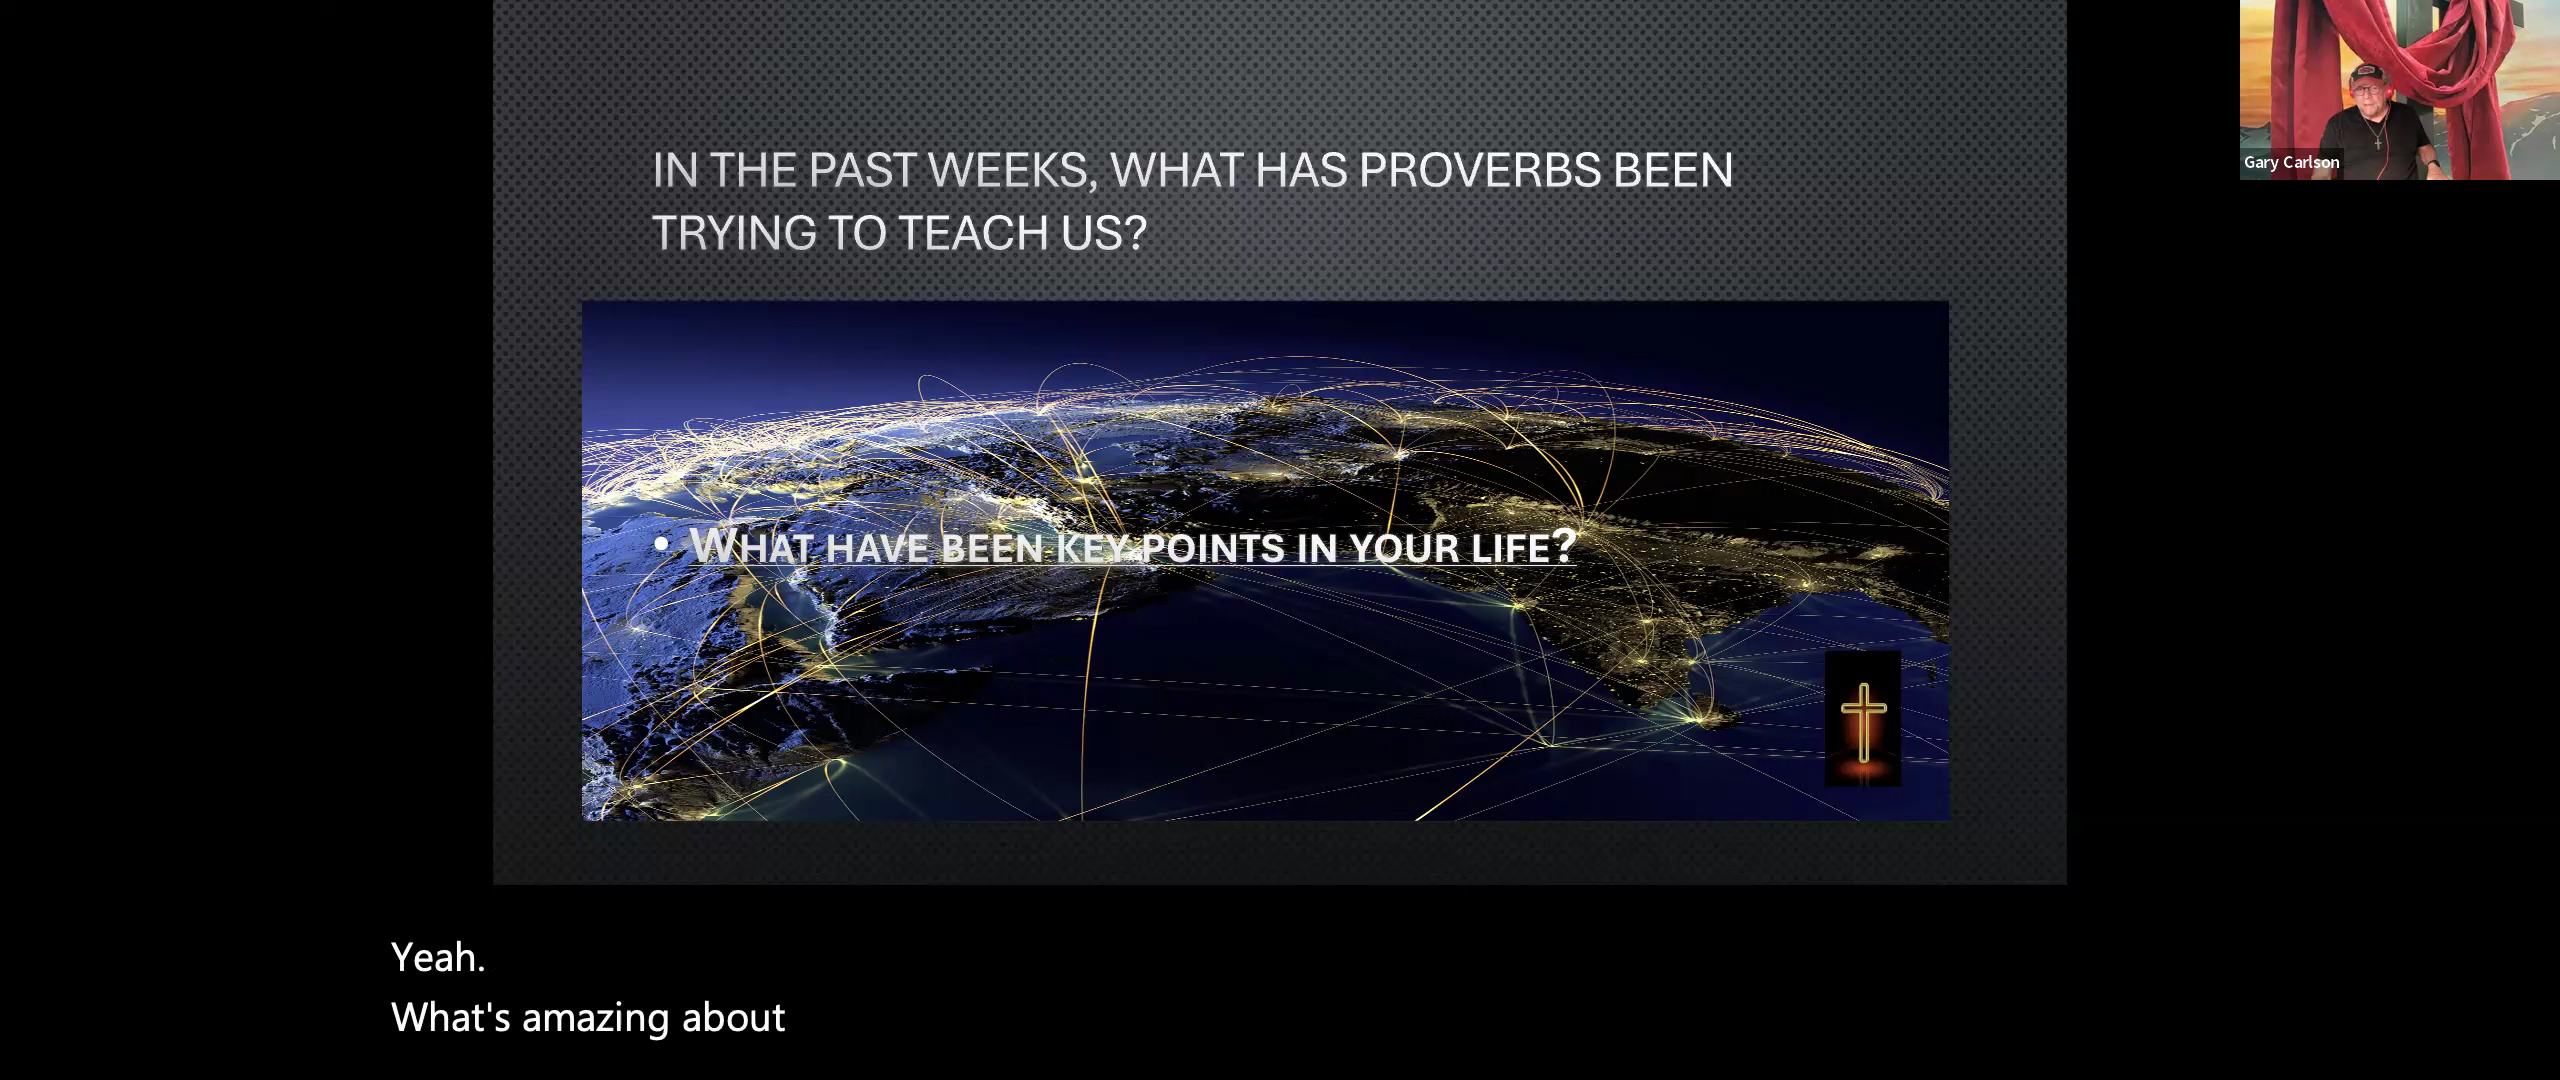 IN THE PAST WEEKS, WHAT HAS PROVERBS BEEN
TRYING TO TEACH US?
• WHAT HAVE BEEN KEY POINTS IN YOUR LIFE?
Gary Carlson
Yeah.
What's amazing about